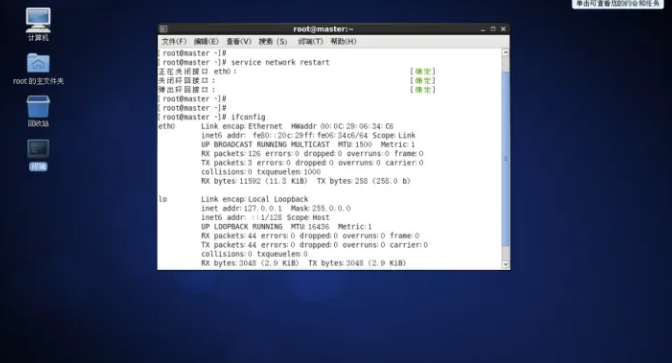 单击可查看您的约会和任务
计算机
root 的主文件夹
回收站
终端
root@master:~
文件(F) 编辑(E) 查看(V) 搜索 (S) 终端(T) 帮助(H)
[root@master ~]#
[root@master ~]# service network restart
正在关闭接口 eth0： [确定]
关闭环回接口： [确定]
弹出环回接口： [确定]
[root@master ~]#
[root@master ~]#
[root@master ~]# ifconfig
eth0 Link encap:Ethernet HWaddr 00:0C:29:06:34:C6
inet6 addr: fe80::20c:29ff:fe06:34c6/64 Scope:Link
UP BROADCAST RUNNING MULTICAST MTU:1500 Metric:1
RX packets:126 errors:0 dropped:0 overruns:0 frame:0
TX packets:3 errors:0 dropped:0 overruns:0 carrier:0
collisions:0 txqueuelen:1000
RX bytes:11592 (11.3 KiB) TX bytes:258 (258.0 b)
lo Link encap:Local Loopback
inet addr:127.0.0.1 Mask:255.0.0.0
inet6 addr: ::1/128 Scope:Host
UP LOOPBACK RUNNING MTU:16436 Metric:1
RX packets:44 errors:0 dropped:0 overruns:0 frame:0
TX packets:44 errors:0 dropped:0 overruns:0 carrier:0
collisions:0 txqueuelen:0
RX bytes:3048 (2.9 KiB) TX bytes:3048 (2.9 KiB)